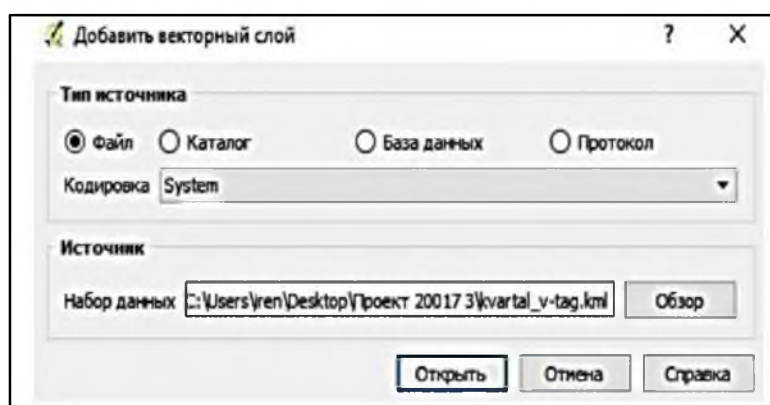 Добавить векторный слой ? X
Тип источника
Файл Каталог База данных Протокол
Кодировка System
Источник
Набор данных C:\Users\iren\Desktop\Проект 20017 3\kvartal_v-tag.kml Обзор
Открыть Отмена Справка